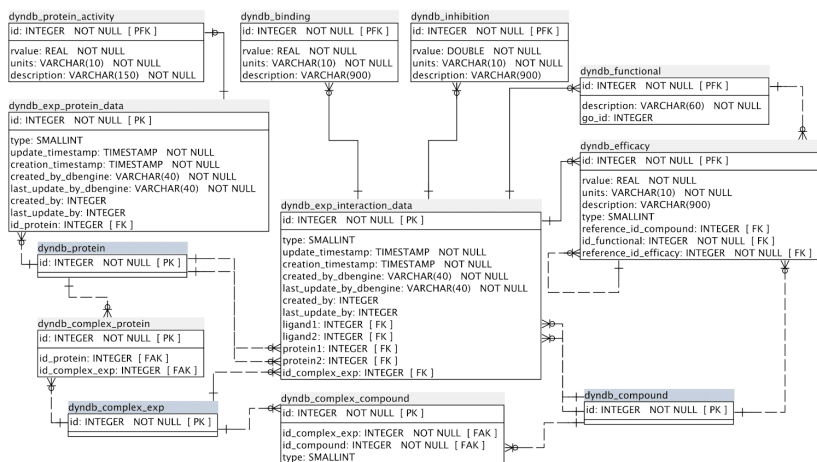 dyndb_protein_activity
id: INTEGER NOT NULL [ PFK ]
rvalue: REAL NOT NULL
units: VARCHAR(10) NOT NULL
description: VARCHAR(150) NOT NULL
dyndb_binding
id: INTEGER NOT NULL [ PFK ]
rvalue: REAL NOT NULL
units: VARCHAR(10) NOT NULL
description: VARCHAR(900)
dyndb_inhibition
id: INTEGER NOT NULL [ PFK ]
rvalue: DOUBLE NOT NULL
units: VARCHAR(10) NOT NULL
description: VARCHAR(900)
dyndb_functional
id: INTEGER NOT NULL [ PFK ]
description: VARCHAR(60) NOT NULL
go_id: INTEGER
dyndb_exp_protein_data
id: INTEGER NOT NULL [ PK ]
type: SMALLINT
update_timestamp: TIMESTAMP NOT NULL
creation_timestamp: TIMESTAMP NOT NULL
created_by_dbengine: VARCHAR(40) NOT NULL
last_update_by_dbengine: VARCHAR(40) NOT NULL
created_by: INTEGER
last_update_by: INTEGER
id_protein: INTEGER [ FK ]
dyndb_efficacy
id: INTEGER NOT NULL [ PFK ]
rvalue: REAL NOT NULL
units: VARCHAR(10) NOT NULL
description: VARCHAR(900)
type: SMALLINT
reference_id_compound: INTEGER [ FK ]
id_functional: INTEGER NOT NULL [ FK ]
reference_id_efficacy: INTEGER NOT NULL [ FK ]
dyndb_exp_interaction_data
id: INTEGER NOT NULL [ PK ]
type: SMALLINT
update_timestamp: TIMESTAMP NOT NULL
creation_timestamp: TIMESTAMP NOT NULL
created_by_dbengine: VARCHAR(40) NOT NULL
last_update_by_dbengine: VARCHAR(40) NOT NULL
created_by: INTEGER
last_update_by: INTEGER
ligand1: INTEGER [ FK ]
ligand2: INTEGER [ FK ]
protein1: INTEGER [ FK ]
protein2: INTEGER [ FK ]
id_complex_exp: INTEGER [ FK ]
dyndb_protein
id: INTEGER NOT NULL [ PK ]
dyndb_complex_protein
id: INTEGER NOT NULL [ PK ]
id_protein: INTEGER [ FAK ]
id_complex_exp: INTEGER [ FAK ]
dyndb_complex_exp
id: INTEGER NOT NULL [ PK ]
dyndb_complex_compound
id: INTEGER NOT NULL [ PK ]
id_complex_exp: INTEGER NOT NULL [ FAK ]
id_compound: INTEGER NOT NULL [ FAK ]
type: SMALLINT
dyndb_compound
id: INTEGER NOT NULL [ PK ]